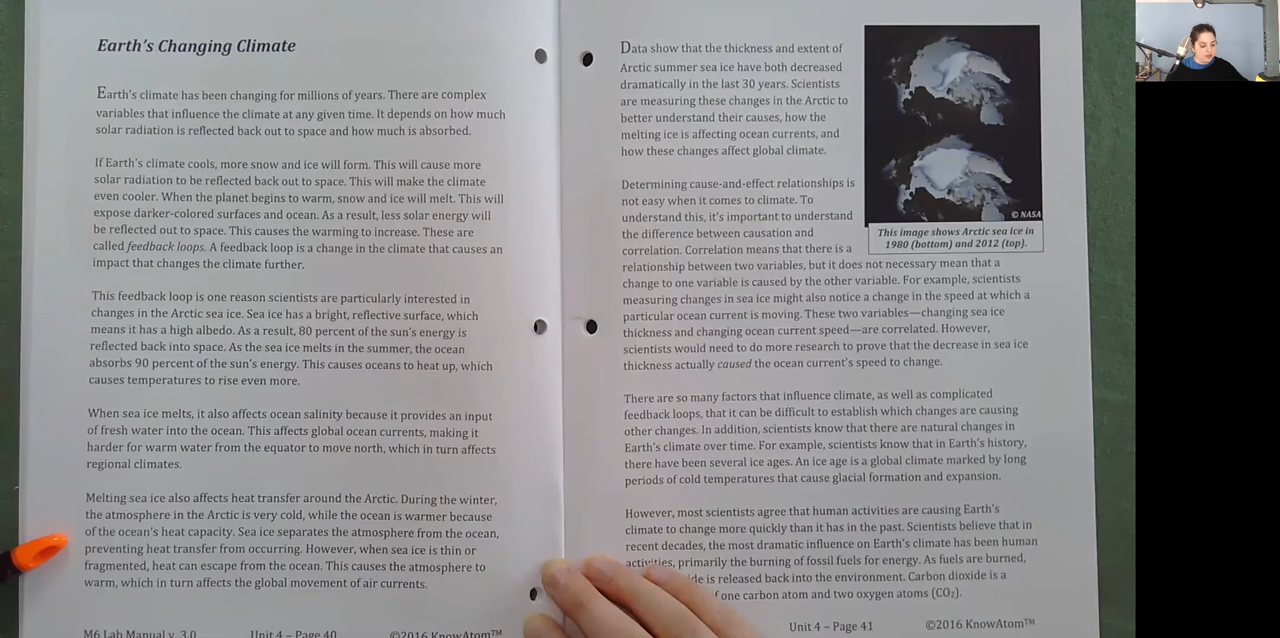 Earth's Changing Climate
Earth's climate has been changing for millions of years. There are complex
variables that influence the climate at any given time. It depends on how much
solar radiation is reflected back out to space and how much is absorbed.
If Earth's climate cools, more snow and ice will form. This will cause more
solar radiation to be reflected back out to space. This will make the climate
even cooler. When the planet begins to warm, snow and ice will melt. This will
expose darker-colored surfaces and ocean. As a result, less solar energy will
be reflected out to space. This causes the warming to increase. These are
called feedback loops. A feedback loop is a change in the climate that causes an
impact that changes the climate further.
This feedback loop is one reason scientists are particularly interested in
changes in the Arctic sea ice. Sea ice has a bright, reflective surface, which
means it has a high albedo. As a result, 80 percent of the sun's energy is
reflected back into space. As the sea ice melts in the summer, the ocean
absorbs 90 percent of the sun's energy. This causes oceans to heat up, which
causes temperatures to rise even more.
When sea ice melts, it also affects ocean salinity because it provides an input
of fresh water into the ocean. This affects global ocean currents, making it
harder for warm water from the equator to move north, which in turn affects
regional climates.
Melting sea ice also affects heat transfer around the Arctic. During the winter,
the atmosphere in the Arctic is very cold, while the ocean is warmer because
of the ocean's heat capacity. Sea ice separates the atmosphere from the ocean,
preventing heat transfer from occurring. However, when sea ice is thin or
fragmented, heat can escape from the ocean. This causes the atmosphere to
warm, which in turn affects the global movement of air currents.
M6 Lab Manual v. 3.0 Unit 4 – Page 40 ©2016 KnowAtom™
Data show that the thickness and extent of
Arctic summer sea ice have both decreased
dramatically in the last 30 years. Scientists
are measuring these changes in the Arctic to
better understand their causes, how the
melting ice is affecting ocean currents, and
how these changes affect global climate.
© NASA
This image shows Arctic sea ice in
1980 (bottom) and 2012 (top).
Determining cause-and-effect relationships is
not easy when it comes to climate. To
understand this, it's important to understand
the difference between causation and
correlation. Correlation means that there is a
relationship between two variables, but it does not necessary mean that a
change to one variable is caused by the other variable. For example, scientists
measuring changes in sea ice might also notice a change in the speed at which a
particular ocean current is moving. These two variables—changing sea ice
thickness and changing ocean current speed—are correlated. However,
scientists would need to do more research to prove that the decrease in sea ice
thickness actually caused the ocean current's speed to change.
There are so many factors that influence climate, as well as complicated
feedback loops, that it can be difficult to establish which changes are causing
other changes. In addition, scientists know that there are natural changes in
Earth's climate over time. For example, scientists know that in Earth's history,
there have been several ice ages. An ice age is a global climate marked by long
periods of cold temperatures that cause glacial formation and expansion.
However, most scientists agree that human activities are causing Earth's
climate to change more quickly than it has in the past. Scientists believe that in
recent decades, the most dramatic influence on Earth's climate has been human
activities, primarily the burning of fossil fuels for energy. As fuels are burned,
is released back into the environment. Carbon dioxide is a
of one carbon atom and two oxygen atoms (CO₂).
Unit 4 – Page 41 ©2016 KnowAtom™